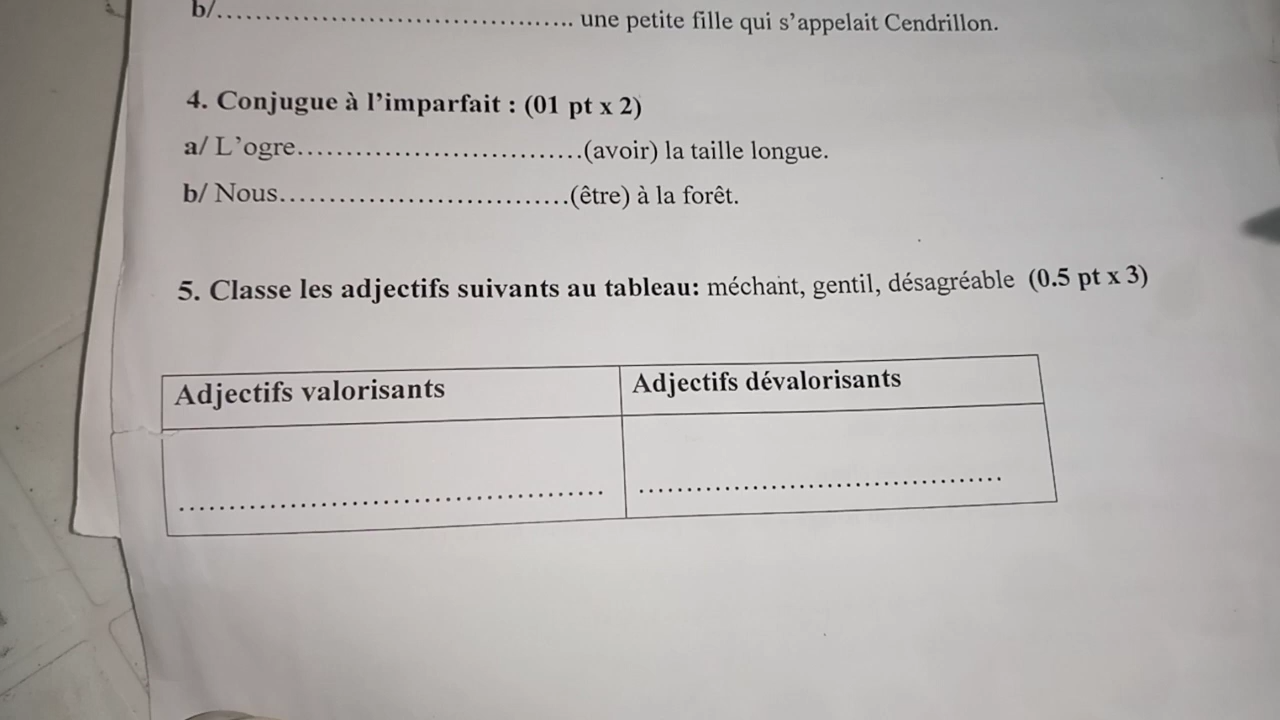 b/........................................ une petite fille qui s'appelait Cendrillon.
4. Conjugue à l'imparfait : (01 pt x 2)
a/ L'ogre..............................(avoir) la taille longue.
b/ Nous..............................(être) à la forêt.
5. Classe les adjectifs suivants au tableau: méchant, gentil, désagréable (0.5 pt x 3)
Adjectifs valorisants
Adjectifs dévalorisants
..........................................
......................................